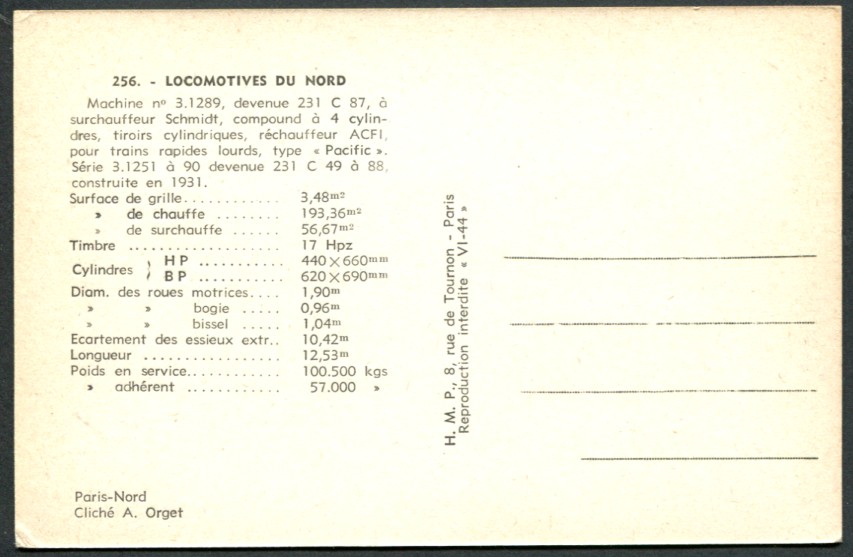 256. - LOCOMOTIVES DU NORD
Machine nº 3.1289, devenue 231 C 87, à
surchauffeur Schmidt, compound à 4 cylin-
dres, tiroirs cylindriques, réchauffeur ACFI,
pour trains rapides lourds, type « Pacific ».
Série 3.1251 à 90 devenue 231 C 49 à 88,
construite en 1931.
Surface de grille............ 3,48m²
» de chauffe ........ 193,36m²
» de surchauffe ...... 56,67m²
Timbre ................... 17 Hpz
Cylindres } H P ........... 440×660mm
B P ........... 620×690mm
Diam. des roues motrices.... 1,90m
» » bogie ..... 0,96m
» » bissel ..... 1,04m
Ecartement des essieux extr.. 10,42m
Longueur ................. 12,53m
Poids en service............ 100.500 kgs
» adhérent ............ 57.000 »
Paris-Nord
Cliché A. Orget
H. M. P., 8, rue de Tournon - Paris
Reproduction interdite « VI-44 »